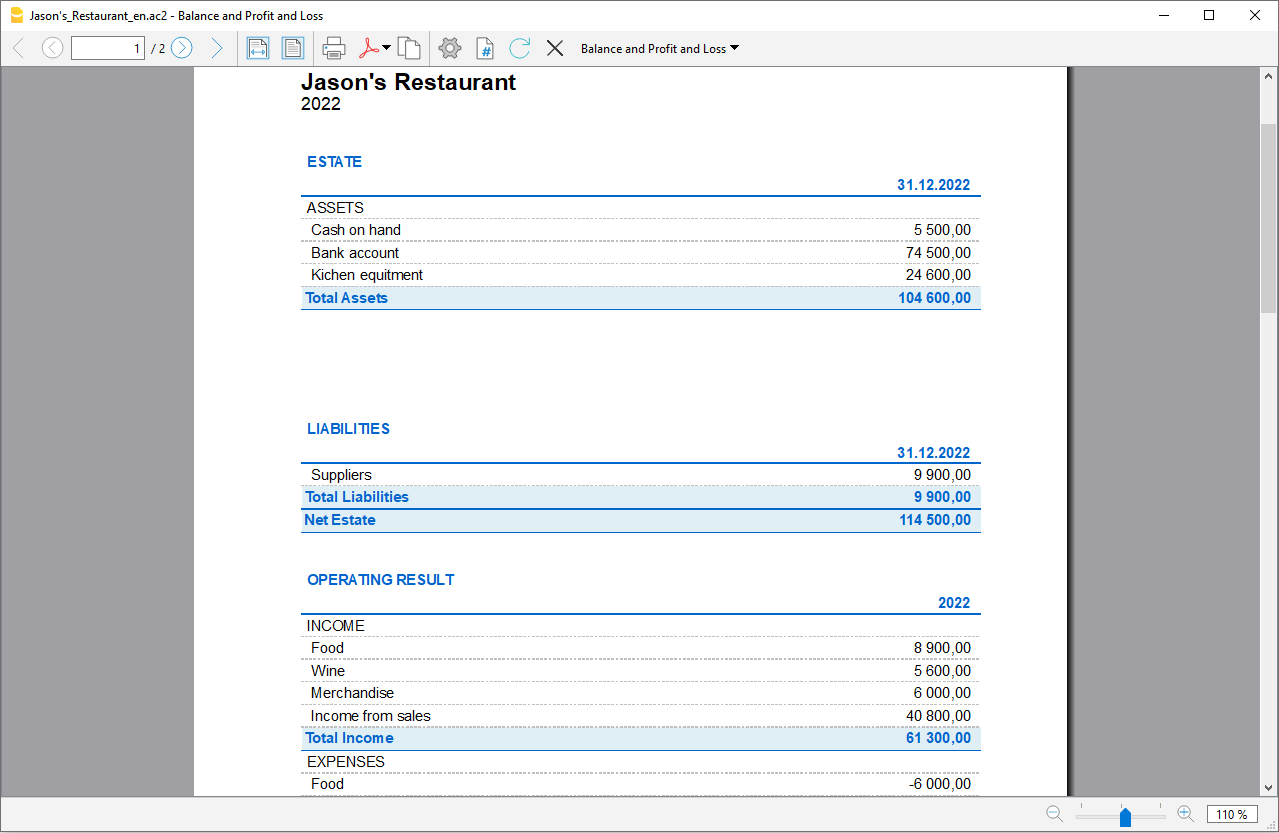 Jason's_Restaurant_en.ac2 - Balance and Profit and Loss
1 / 2 # Balance and Profit and Loss
Jason's Restaurant
2022
ESTATE
31.12.2022
ASSETS
Cash on hand 5 500,00
Bank account 74 500,00
Kichen equitment 24 600,00
Total Assets 104 600,00
LIABILITIES
31.12.2022
Suppliers 9 900,00
Total Liabilities 9 900,00
Net Estate 114 500,00
OPERATING RESULT
2022
INCOME
Food 8 900,00
Wine 5 600,00
Merchandise 6 000,00
Income from sales 40 800,00
Total Income 61 300,00
EXPENSES
Food -6 000,00
110 %